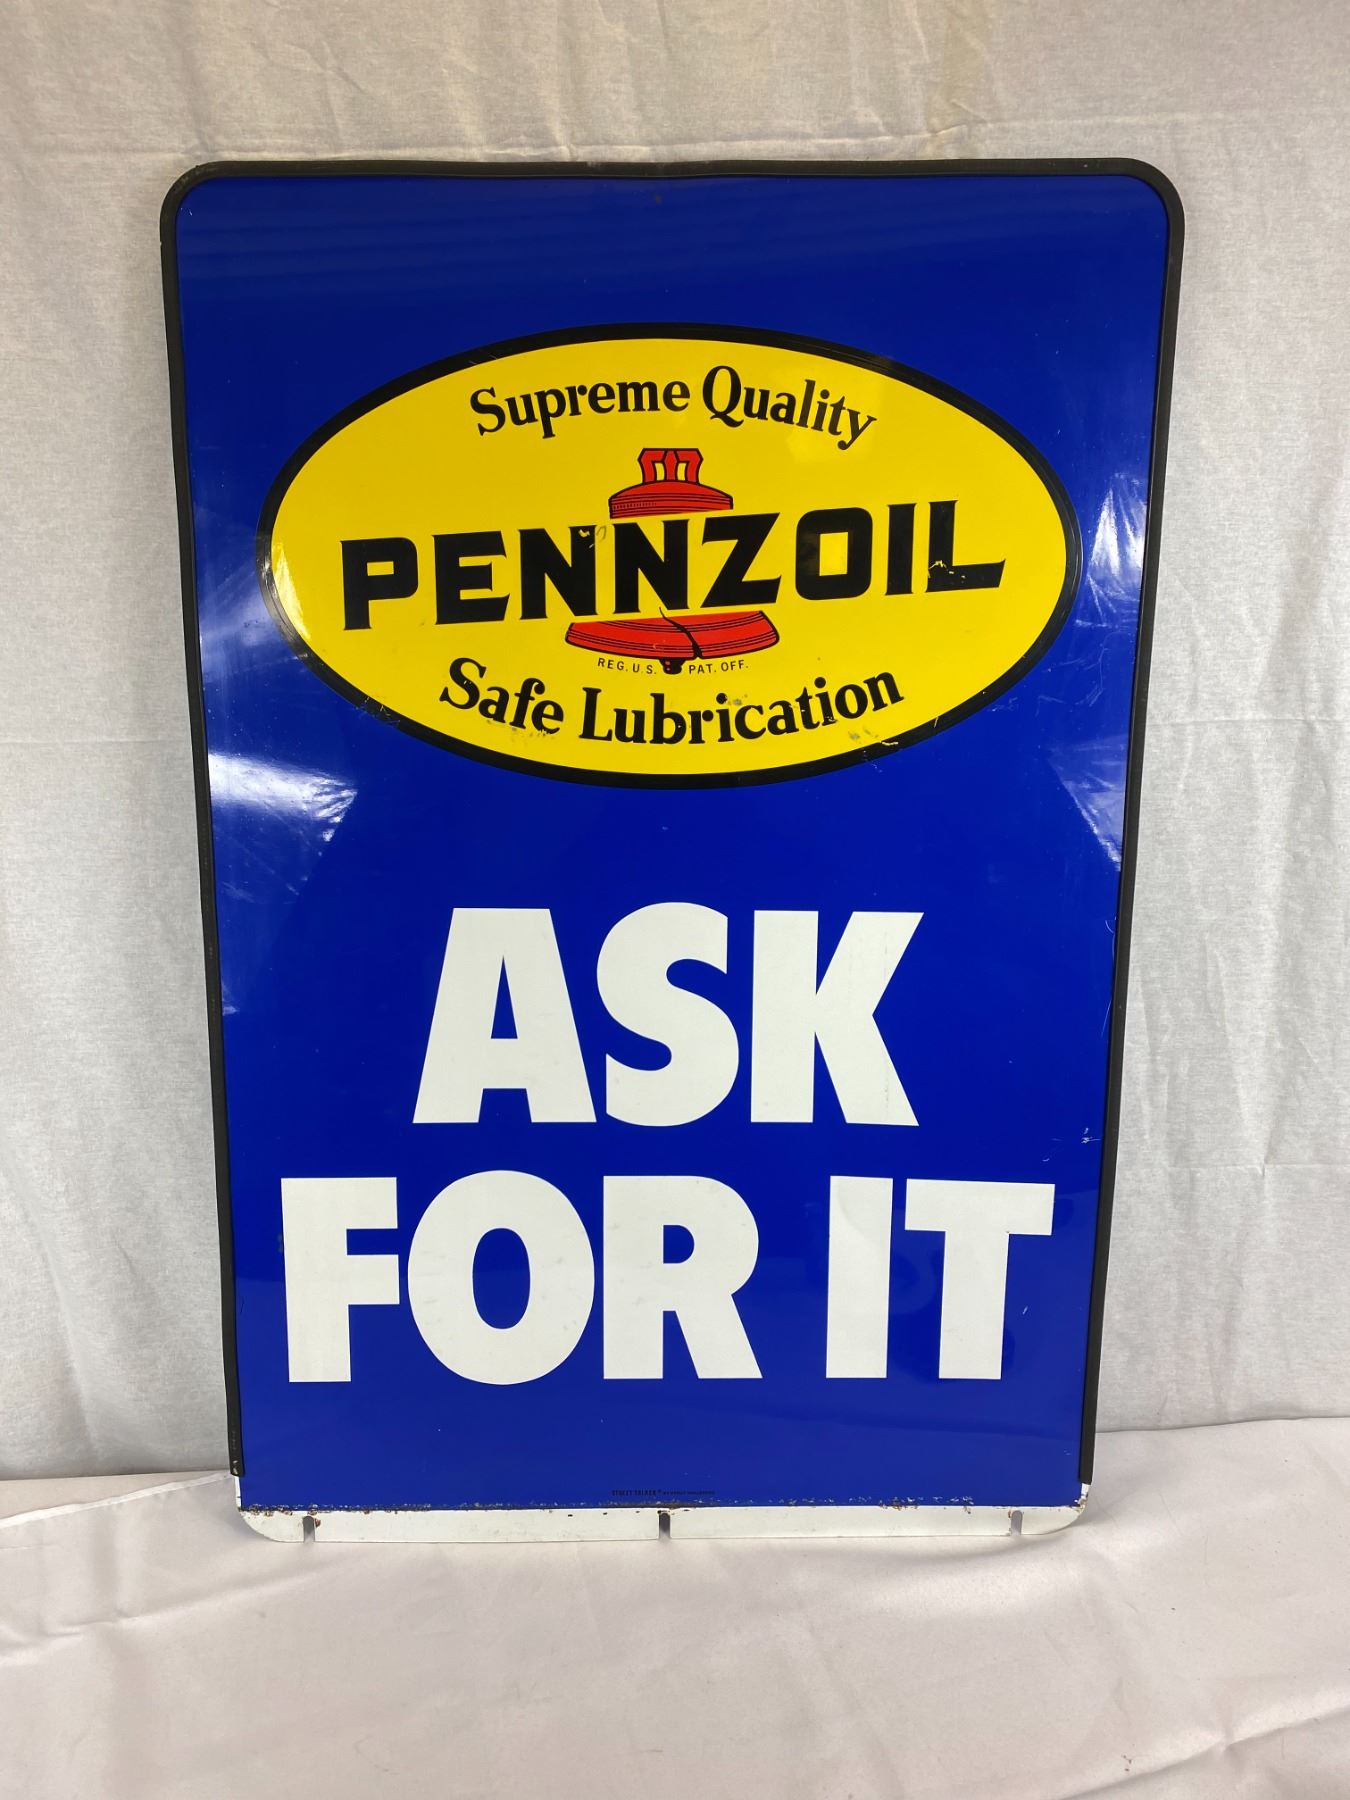 Supreme Quality
PENNZOIL
REG. U.S. PAT. OFF.
Safe Lubrication
ASK
FOR IT